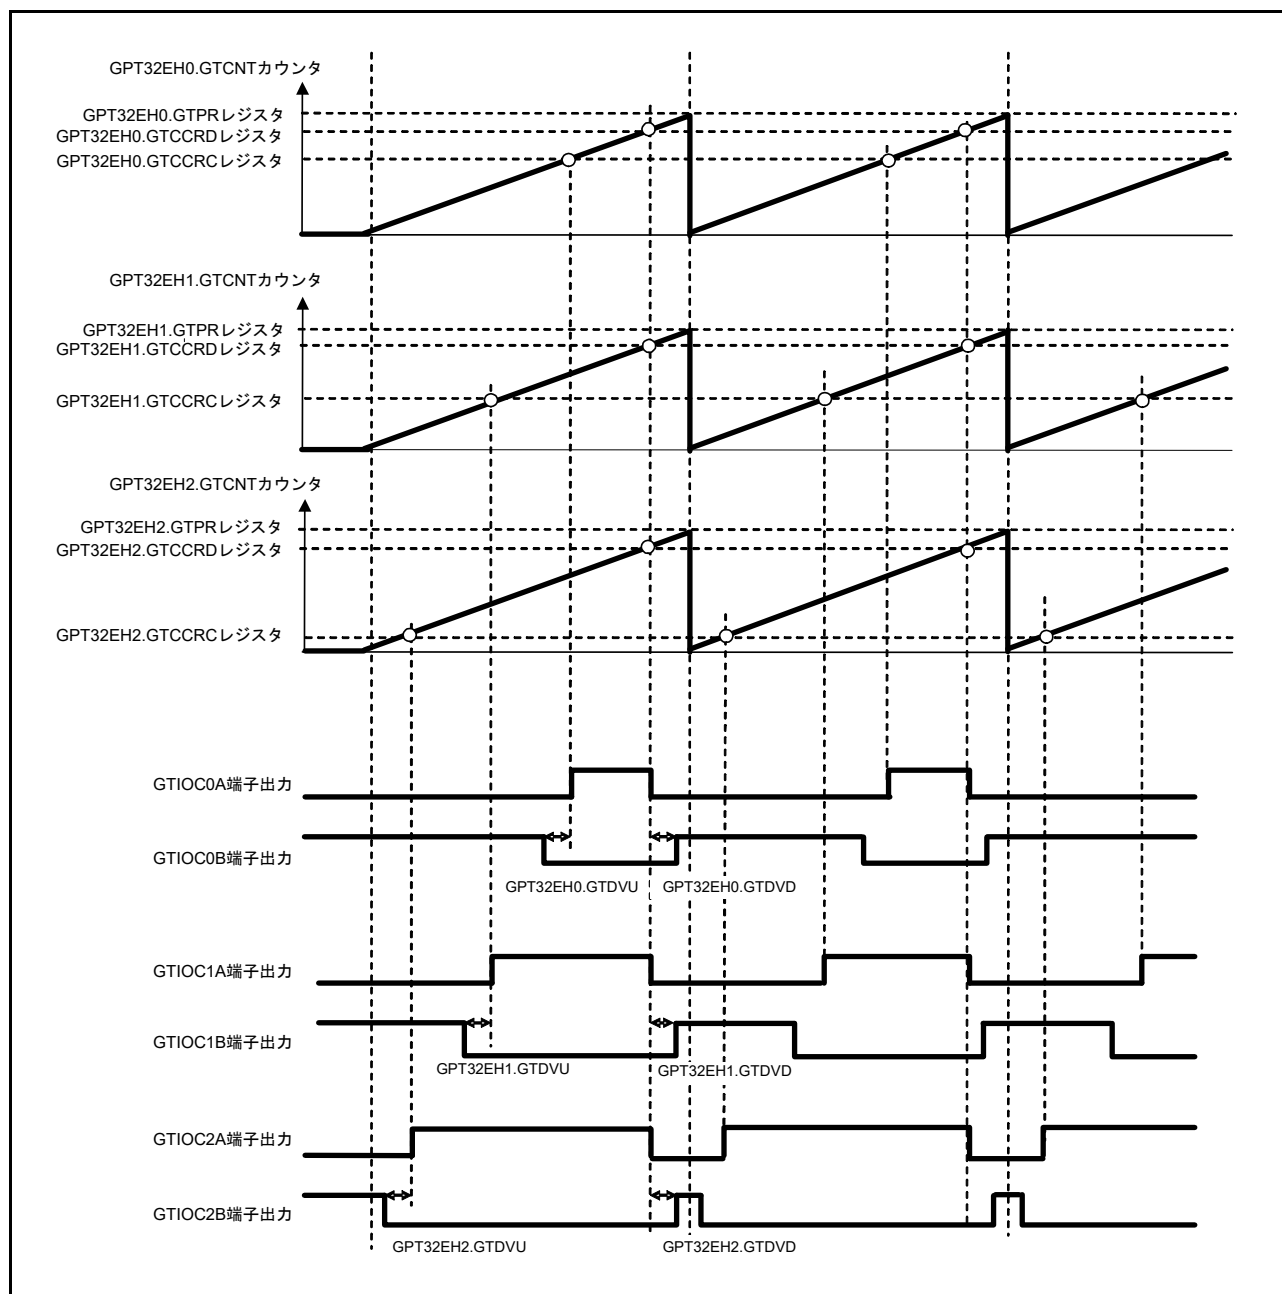 GPT32EH0.GTCNTカウンタ
GPT32EH0.GTPRレジスタ
GPT32EH0.GTCCRDレジスタ
GPT32EH0.GTCCRCレジスタ
GPT32EH1.GTCNTカウンタ
GPT32EH1.GTPRレジスタ
GPT32EH1.GTCCRDレジスタ
GPT32EH1.GTCCRCレジスタ
GPT32EH2.GTCNTカウンタ
GPT32EH2.GTPRレジスタ
GPT32EH2.GTCCRDレジスタ
GPT32EH2.GTCCRCレジスタ
GTIOC0A端子出力
GTIOC0B端子出力
GPT32EH0.GTDVU
GPT32EH0.GTDVD
GTIOC1A端子出力
GTIOC1B端子出力
GPT32EH1.GTDVU
GPT32EH1.GTDVD
GTIOC2A端子出力
GTIOC2B端子出力
GPT32EH2.GTDVU
GPT32EH2.GTDVD